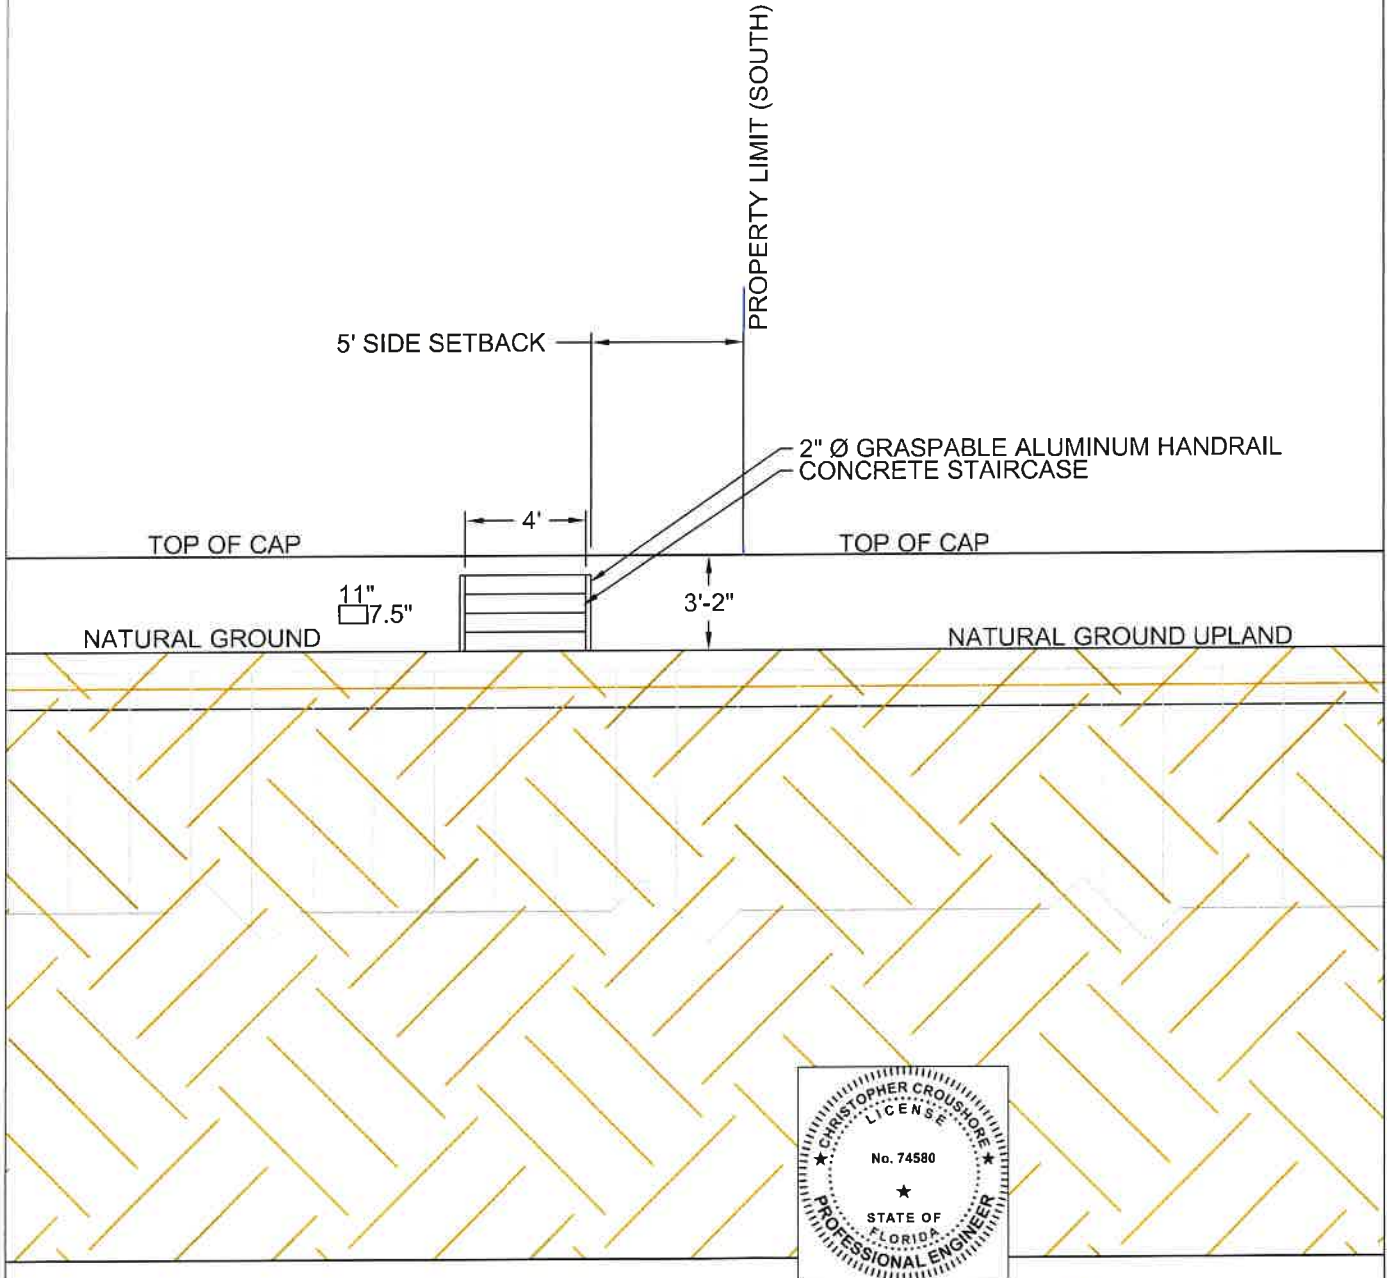 PROPERTY LIMIT (SOUTH)
5' SIDE SETBACK
2" Ø GRASPABLE ALUMINUM HANDRAIL
CONCRETE STAIRCASE
4'
TOP OF CAP
TOP OF CAP
11"
7.5"
3'-2"
NATURAL GROUND
NATURAL GROUND UPLAND
CHRISTOPHER CROUSHORE
LICENSE
No. 74580
STATE OF
FLORIDA
PROFESSIONAL ENGINEER